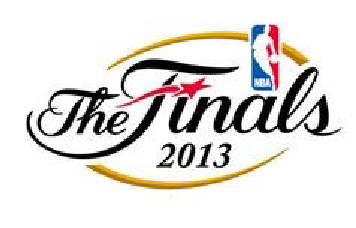 NBA
The Finals
2013